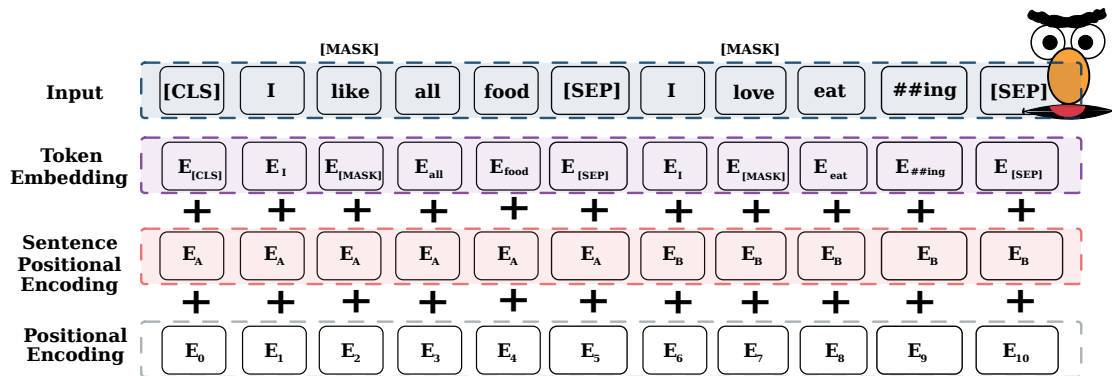 [MASK] [MASK]
Input [CLS] I like all food [SEP] I love eat ##ing [SEP]
Token Embedding E[CLS] EI E[MASK] Eall Efood E[SEP] EI E[MASK] Eeat E##ing E[SEP]
+ + + + + + + + + + +
Sentence Positional Encoding EA EA EA EA EA EA EB EB EB EB EB
+ + + + + + + + + + +
Positional Encoding E0 E1 E2 E3 E4 E5 E6 E7 E8 E9 E10